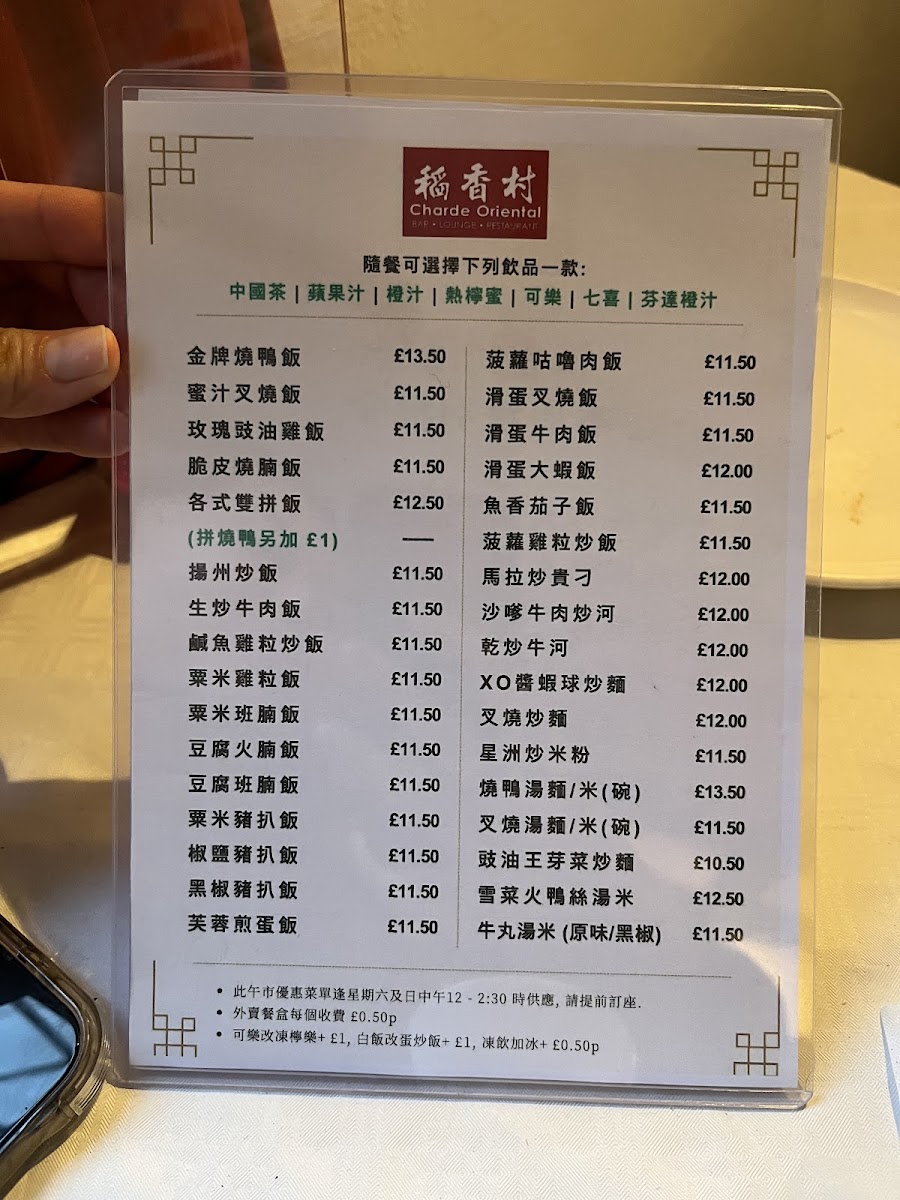 稻香村
Charde Oriental
BAR • LOUNGE • RESTAURANT
隨餐可選擇下列飲品一款:
中國茶 | 蘋果汁 | 橙汁 | 熱檸蜜 | 可樂 | 七喜 | 芬達橙汁
金牌燒鴨飯 £13.50
蜜汁叉燒飯 £11.50
玫瑰豉油雞飯 £11.50
脆皮燒腩飯 £11.50
各式雙拼飯 £12.50
(拼燒鴨另加 £1) —
揚州炒飯 £11.50
生炒牛肉飯 £11.50
鹹魚雞粒炒飯 £11.50
粟米雞粒飯 £11.50
粟米班腩飯 £11.50
豆腐火腩飯 £11.50
豆腐班腩飯 £11.50
粟米豬扒飯 £11.50
椒鹽豬扒飯 £11.50
黑椒豬扒飯 £11.50
芙蓉煎蛋飯 £11.50
菠蘿咕嚕肉飯 £11.50
滑蛋叉燒飯 £11.50
滑蛋牛肉飯 £11.50
滑蛋大蝦飯 £12.00
魚香茄子飯 £11.50
菠蘿雞粒炒飯 £11.50
馬拉炒貴刁 £12.00
沙嗲牛肉炒河 £12.00
乾炒牛河 £12.00
XO醬蝦球炒麵 £12.00
叉燒炒麵 £12.00
星洲炒米粉 £11.50
燒鴨湯麵/米(碗) £13.50
叉燒湯麵/米(碗) £11.50
豉油王芽菜炒麵 £10.50
雪菜火鴨絲湯米 £12.50
牛丸湯米 (原味/黑椒) £11.50
• 此午市優惠菜單逢星期六及日中午12 - 2:30 時供應, 請提前訂座.
• 外賣餐盒每個收費 £0.50p
• 可樂改凍檸樂+ £1, 白飯改蛋炒飯+ £1, 凍飲加冰+ £0.50p